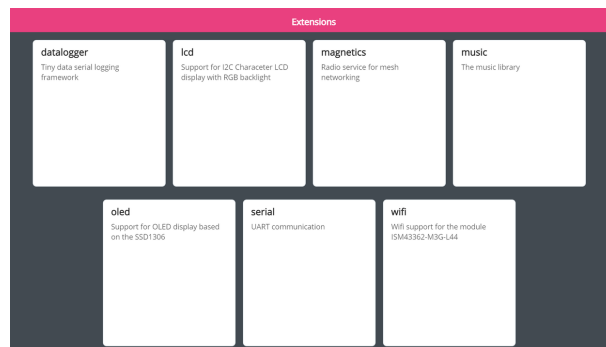 Extensions
datalogger
Tiny data serial logging
framework
lcd
Support for I2C Characeter LCD
display with RGB backlight
magnetics
Radio service for mesh
networking
music
The music library
oled
Support for OLED display based
on the SSD1306
serial
UART communication
wifi
Wifi support for the module
ISM43362-M3G-L44